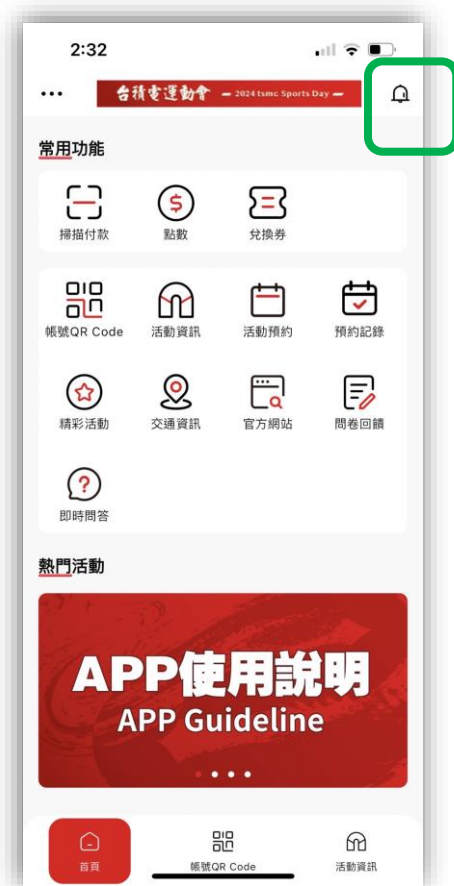 2:32
台積電運動會 — 2024 tsmc Sports Day —
常用功能
掃描付款 點數 兌換券
帳號QR Code 活動資訊 活動預約 預約記錄
精彩活動 交通資訊 官方網站 問卷回饋
即時問答
熱門活動
APP使用說明
APP Guideline
首頁 帳號QR Code 活動資訊